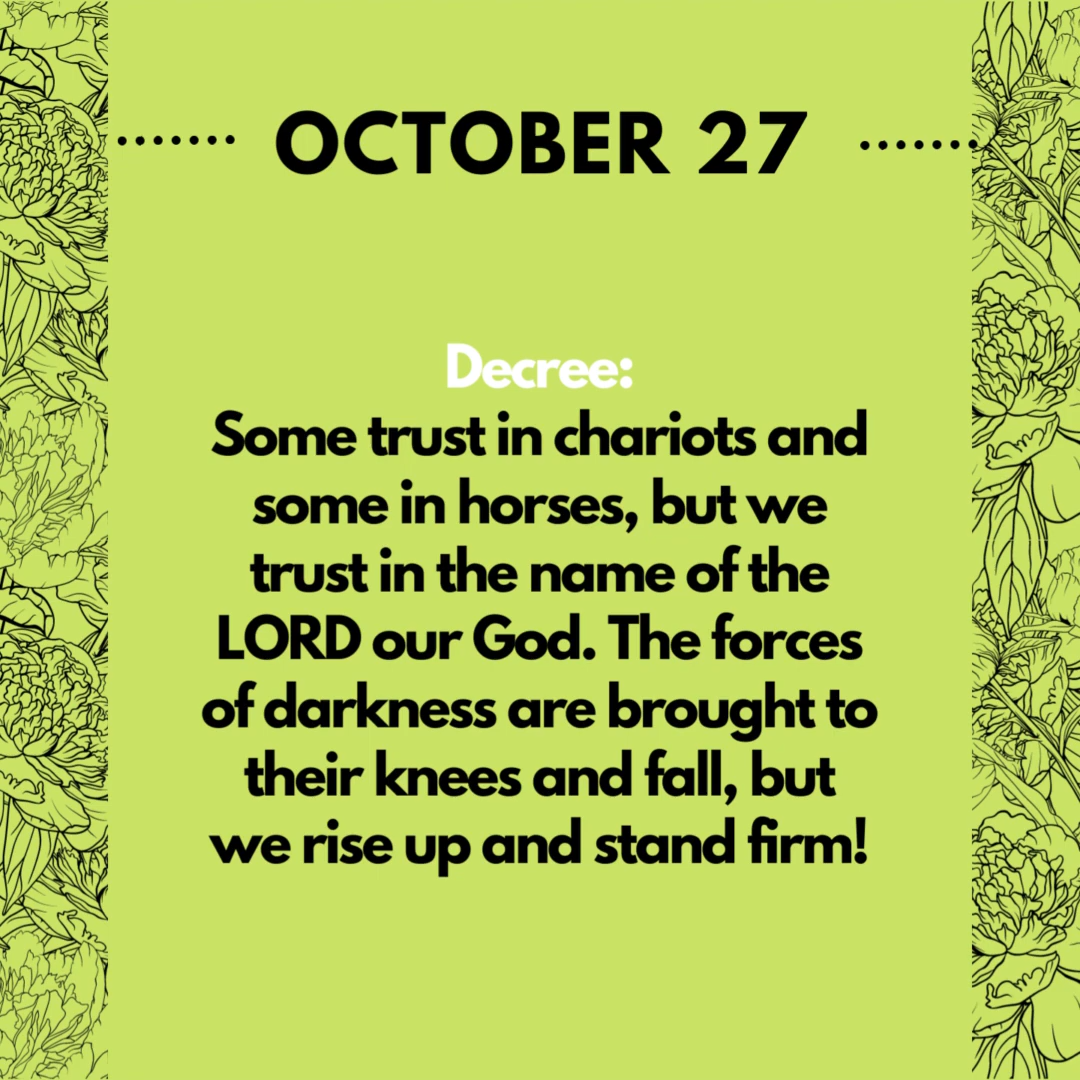 OCTOBER 27
Decree:
Some trust in chariots and
some in horses, but we
trust in the name of the
LORD our God. The forces
of darkness are brought to
their knees and fall, but
we rise up and stand firm!